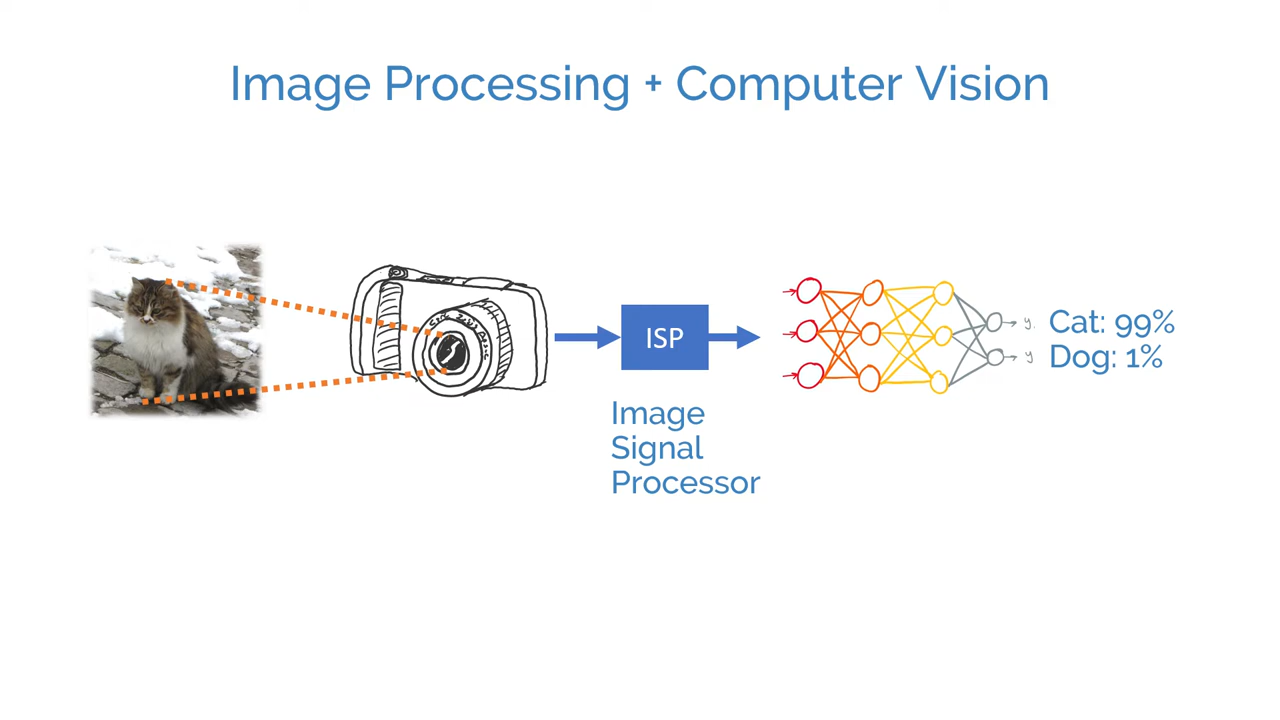 Image Processing + Computer Vision
ISP
Image
Signal
Processor
y
y
Cat: 99%
Dog: 1%